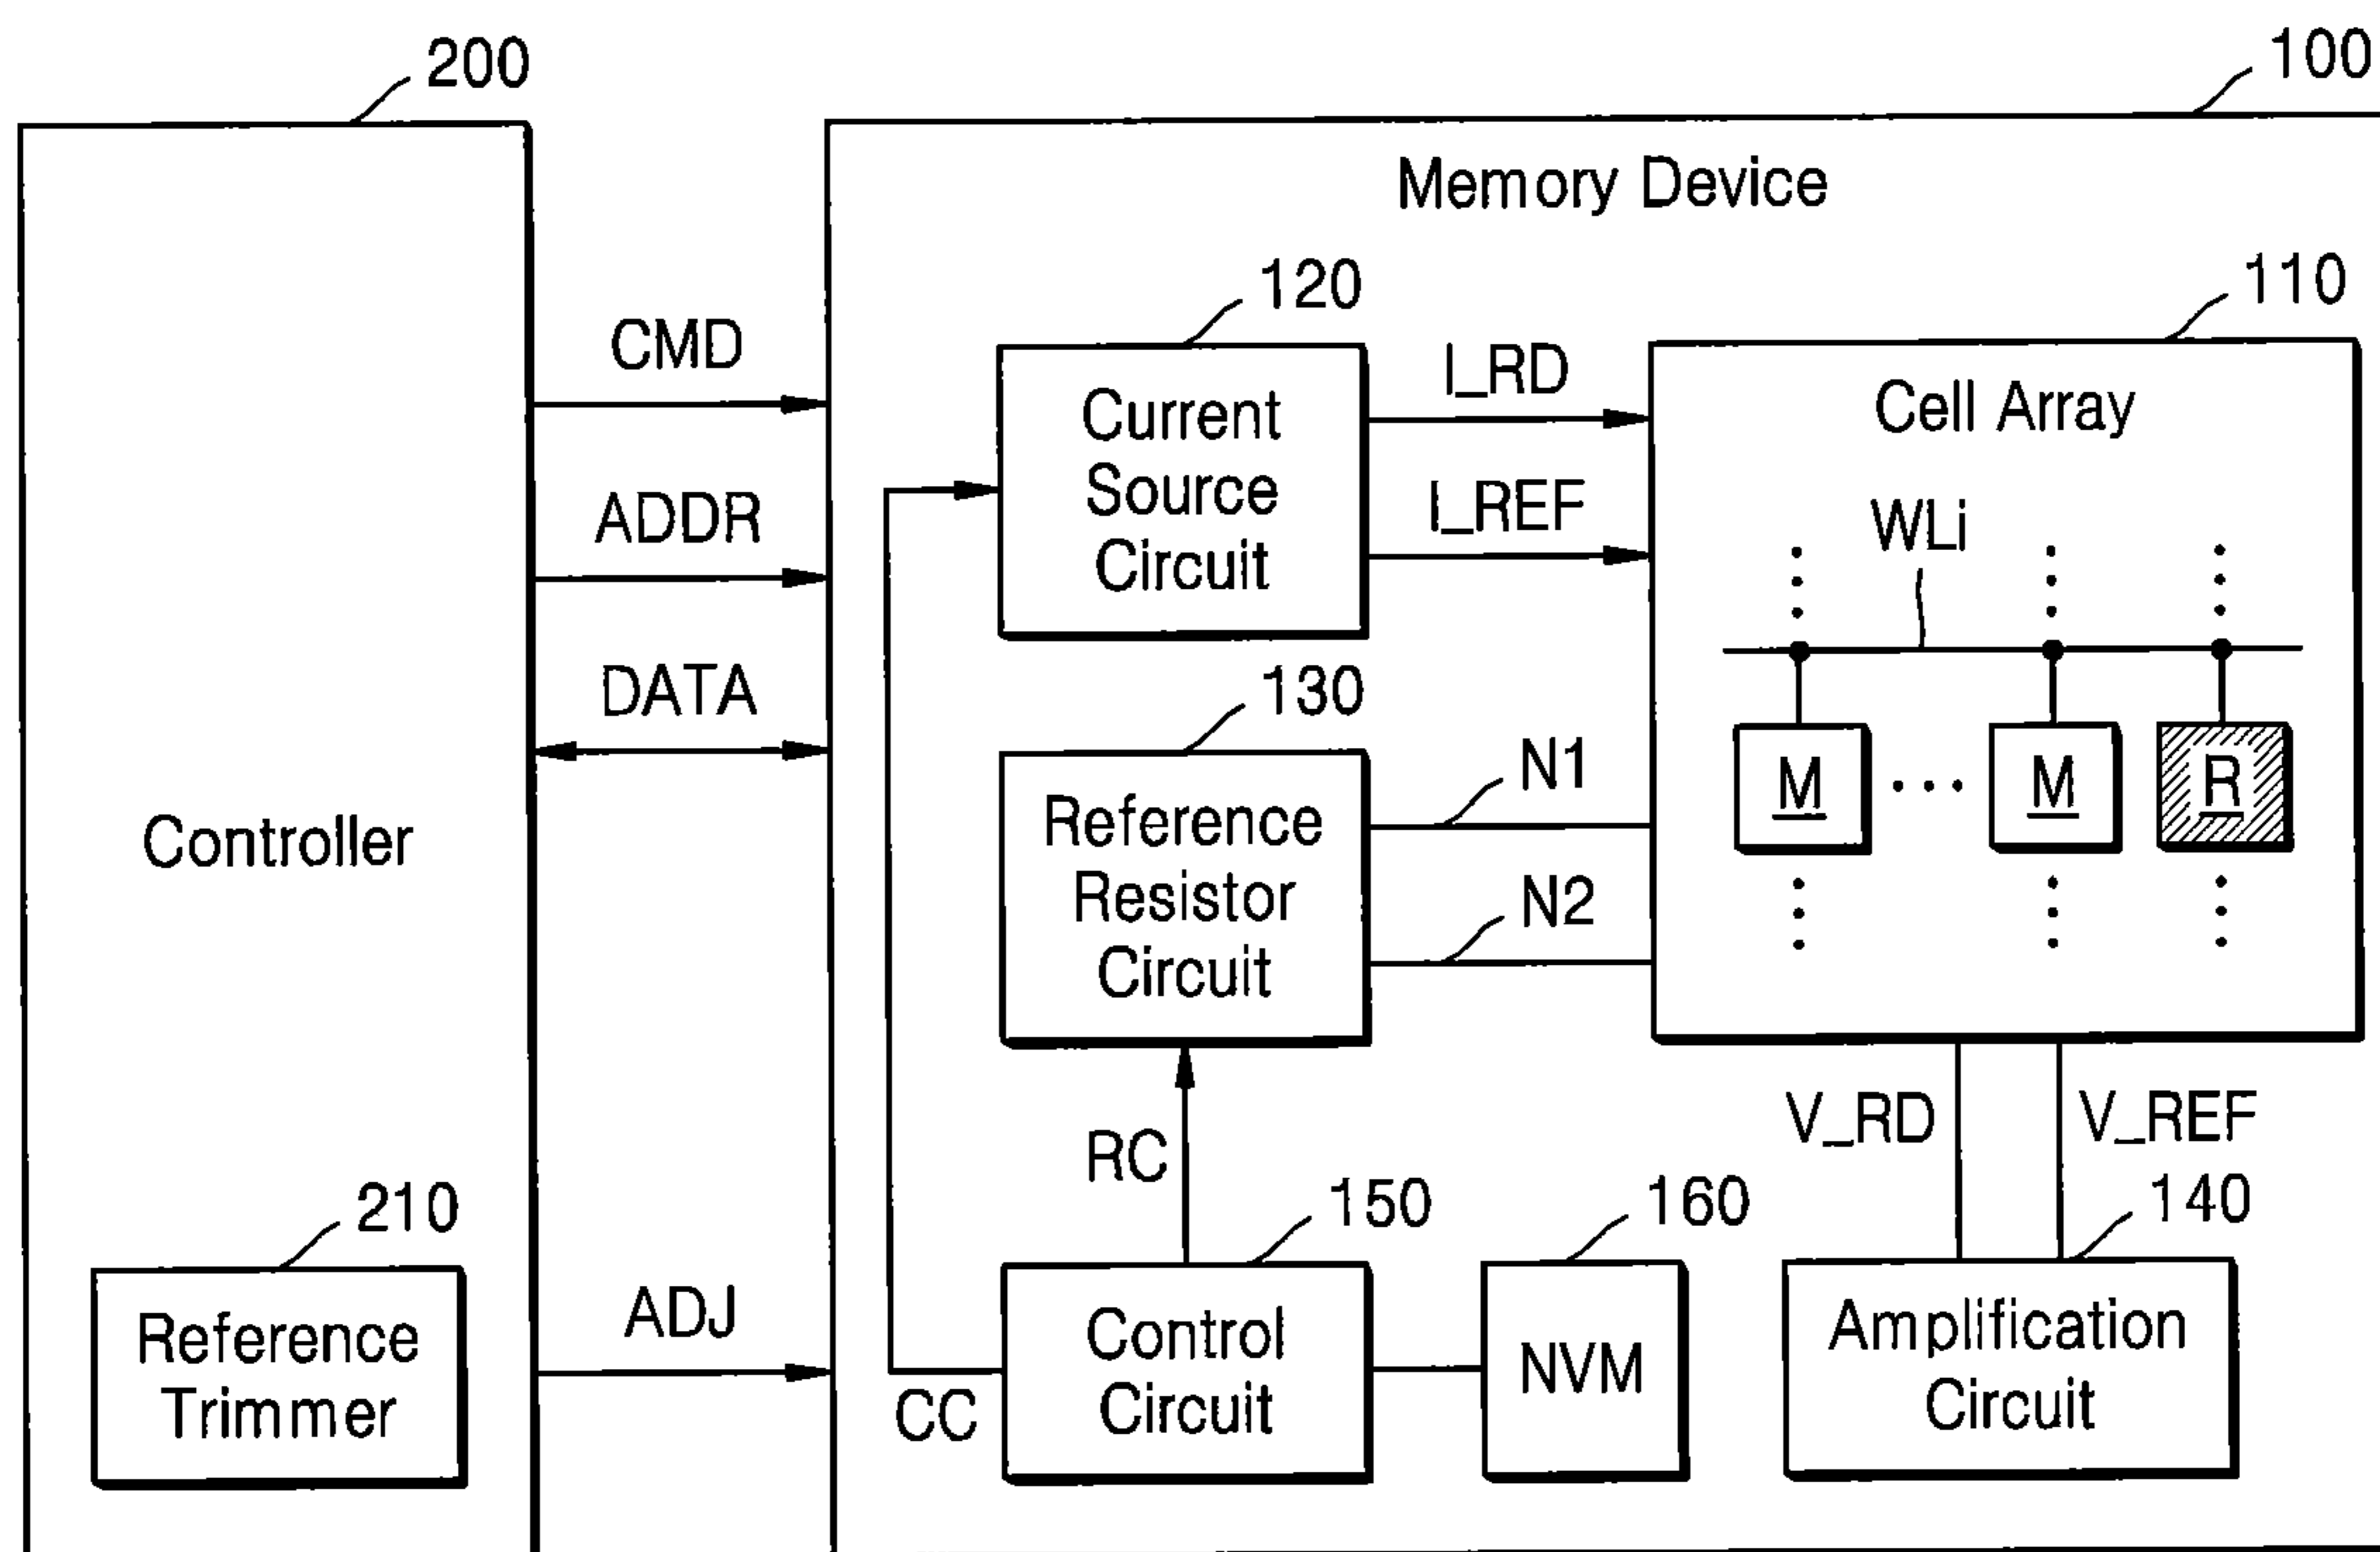 200
100
Memory Device
120
110
CMD
Current
Source
Circuit
I_RD
Cell Array
ADDR
I_REF
WLi
DATA
130
N1
M
M
R
Controller
Reference
Resistor
Circuit
N2
RC
V_RD
V_REF
210
150
160
140
Reference
Trimmer
ADJ
CC
Control
Circuit
NVM
Amplification
Circuit